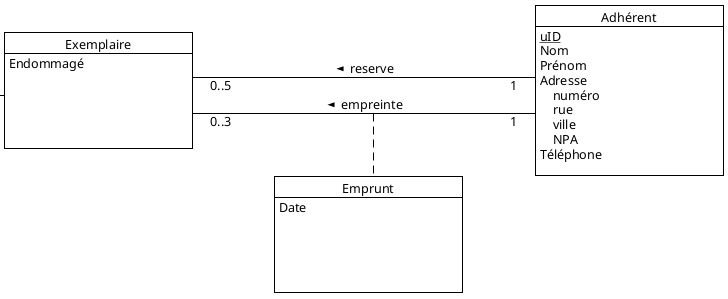 Exemplaire
Endommagé
reserve
0..5
1
empreinte
0..3
1
Adhérent
uID
Nom
Prénom
Adresse
numéro
rue
ville
NPA
Téléphone
Emprunt
Date